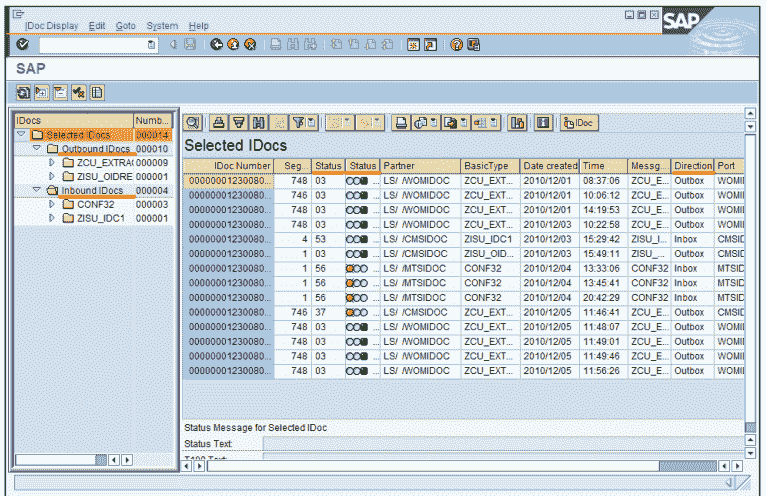 IDoc Display Edit Goto System Help
SAP
SAP
IDocs Numb...
Selected IDocs 000014
Outbound IDocs 000010
ZCU_EXTRA( 000009
ZISU_OIDRE 000001
Inbound IDocs 000004
CONF32 000003
ZISU_IDC1 000001
IDoc
Selected IDocs
IDoc Number Seg... Status Status Partner BasicType Date created Time Messg... Direction Port
00000001230080... 748 03 ... LS/ /WOMIDOC ZCU_EXT... 2010/12/01 08:37:06 ZCU_E... Outbox WOMI
00000001230080... 746 03 ... LS/ /WOMIDOC ZCU_EXT... 2010/12/01 10:06:12 ZCU_E... Outbox WOMI
00000001230080... 748 03 ... LS/ /WOMIDOC ZCU_EXT... 2010/12/01 14:19:53 ZCU_E... Outbox WOMI
00000001230080... 748 03 ... LS/ /WOMIDOC ZCU_EXT... 2010/12/03 10:22:58 ZCU_E... Outbox WOMI
00000001230080... 4 53 ... LS/ /CMSIDOC ZISU_IDC1 2010/12/03 15:29:42 ZISU_I... Inbox CMSIC
00000001230080... 1 03 ... LS/ /CMSIDOC ZISU_OID... 2010/12/03 15:49:11 ZISU_... Outbox CMSIC
00000001230080... 1 56 ... LS/ /MTSIDOC CONF32 2010/12/04 13:33:06 CONF32 Inbox MTSIC
00000001230080... 1 56 ... LS/ /MTSIDOC CONF32 2010/12/04 13:45:41 CONF32 Inbox MTSIC
00000001230080... 1 56 ... LS/ /MTSIDOC CONF32 2010/12/04 20:42:29 CONF32 Inbox MTSIC
00000001230080... 746 37 ... LS/ /CMSIDOC ZCU_EXT... 2010/12/05 11:46:41 ZCU_E... Outbox CMSIC
00000001230080... 748 03 ... LS/ /WOMIDOC ZCU_EXT... 2010/12/05 11:48:07 ZCU_E... Outbox WOMI
00000001230080... 748 03 ... LS/ /WOMIDOC ZCU_EXT... 2010/12/05 11:49:01 ZCU_E... Outbox WOMI
00000001230080... 748 03 ... LS/ /WOMIDOC ZCU_EXT... 2010/12/05 11:49:46 ZCU_E... Outbox WOMI
00000001230080... 748 03 ... LS/ /WOMIDOC ZCU_EXT... 2010/12/05 11:56:26 ZCU_E... Outbox WOMI
Status Message for Selected IDoc
Status Text:
T100 Text: